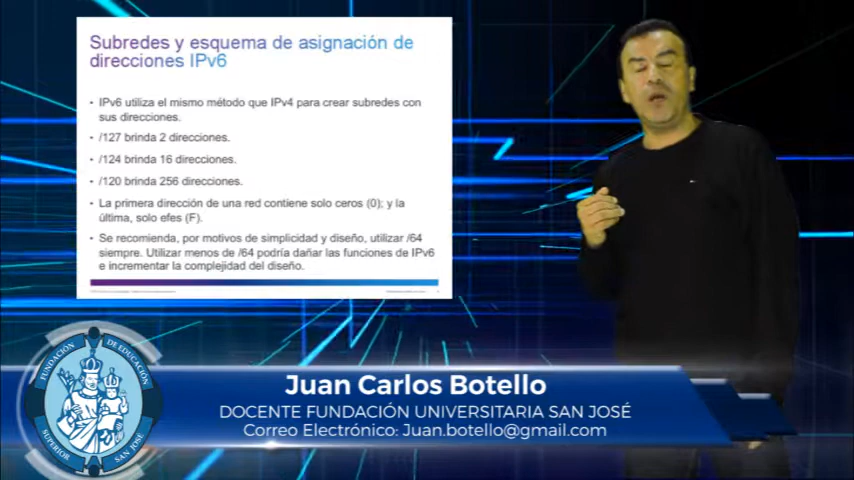 Subredes y esquema de asignación de
direcciones IPv6
• IPv6 utiliza el mismo método que IPv4 para crear subredes con
sus direcciones.
• /127 brinda 2 direcciones.
• /124 brinda 16 direcciones.
• /120 brinda 256 direcciones.
• La primera dirección de una red contiene solo ceros (0); y la
última, solo efes (F).
• Se recomienda, por motivos de simplicidad y diseño, utilizar /64
siempre. Utilizar menos de /64 podría dañar las funciones de IPv6
e incrementar la complejidad del diseño.
FUNDACIÓN
DE EDUCACIÓN
SUPERIOR
SAN JOSÉ
Juan Carlos Botello
DOCENTE FUNDACIÓN UNIVERSITARIA SAN JOSÉ
Correo Electrónico: Juan.botello@gmail.com